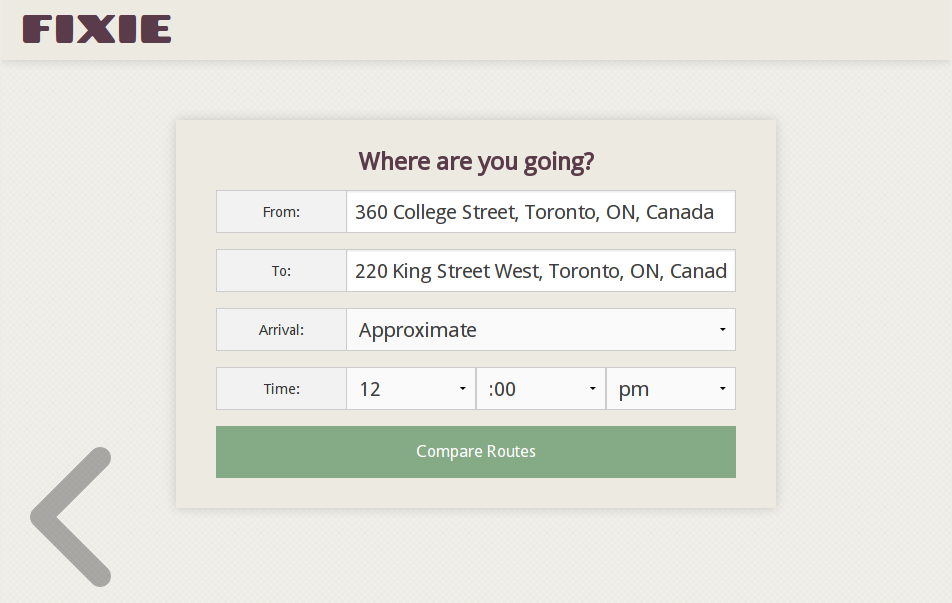 FIXIE
Where are you going?
From: 360 College Street, Toronto, ON, Canada
To: 220 King Street West, Toronto, ON, Canad
Arrival: Approximate
Time: 12 :00 pm
Compare Routes